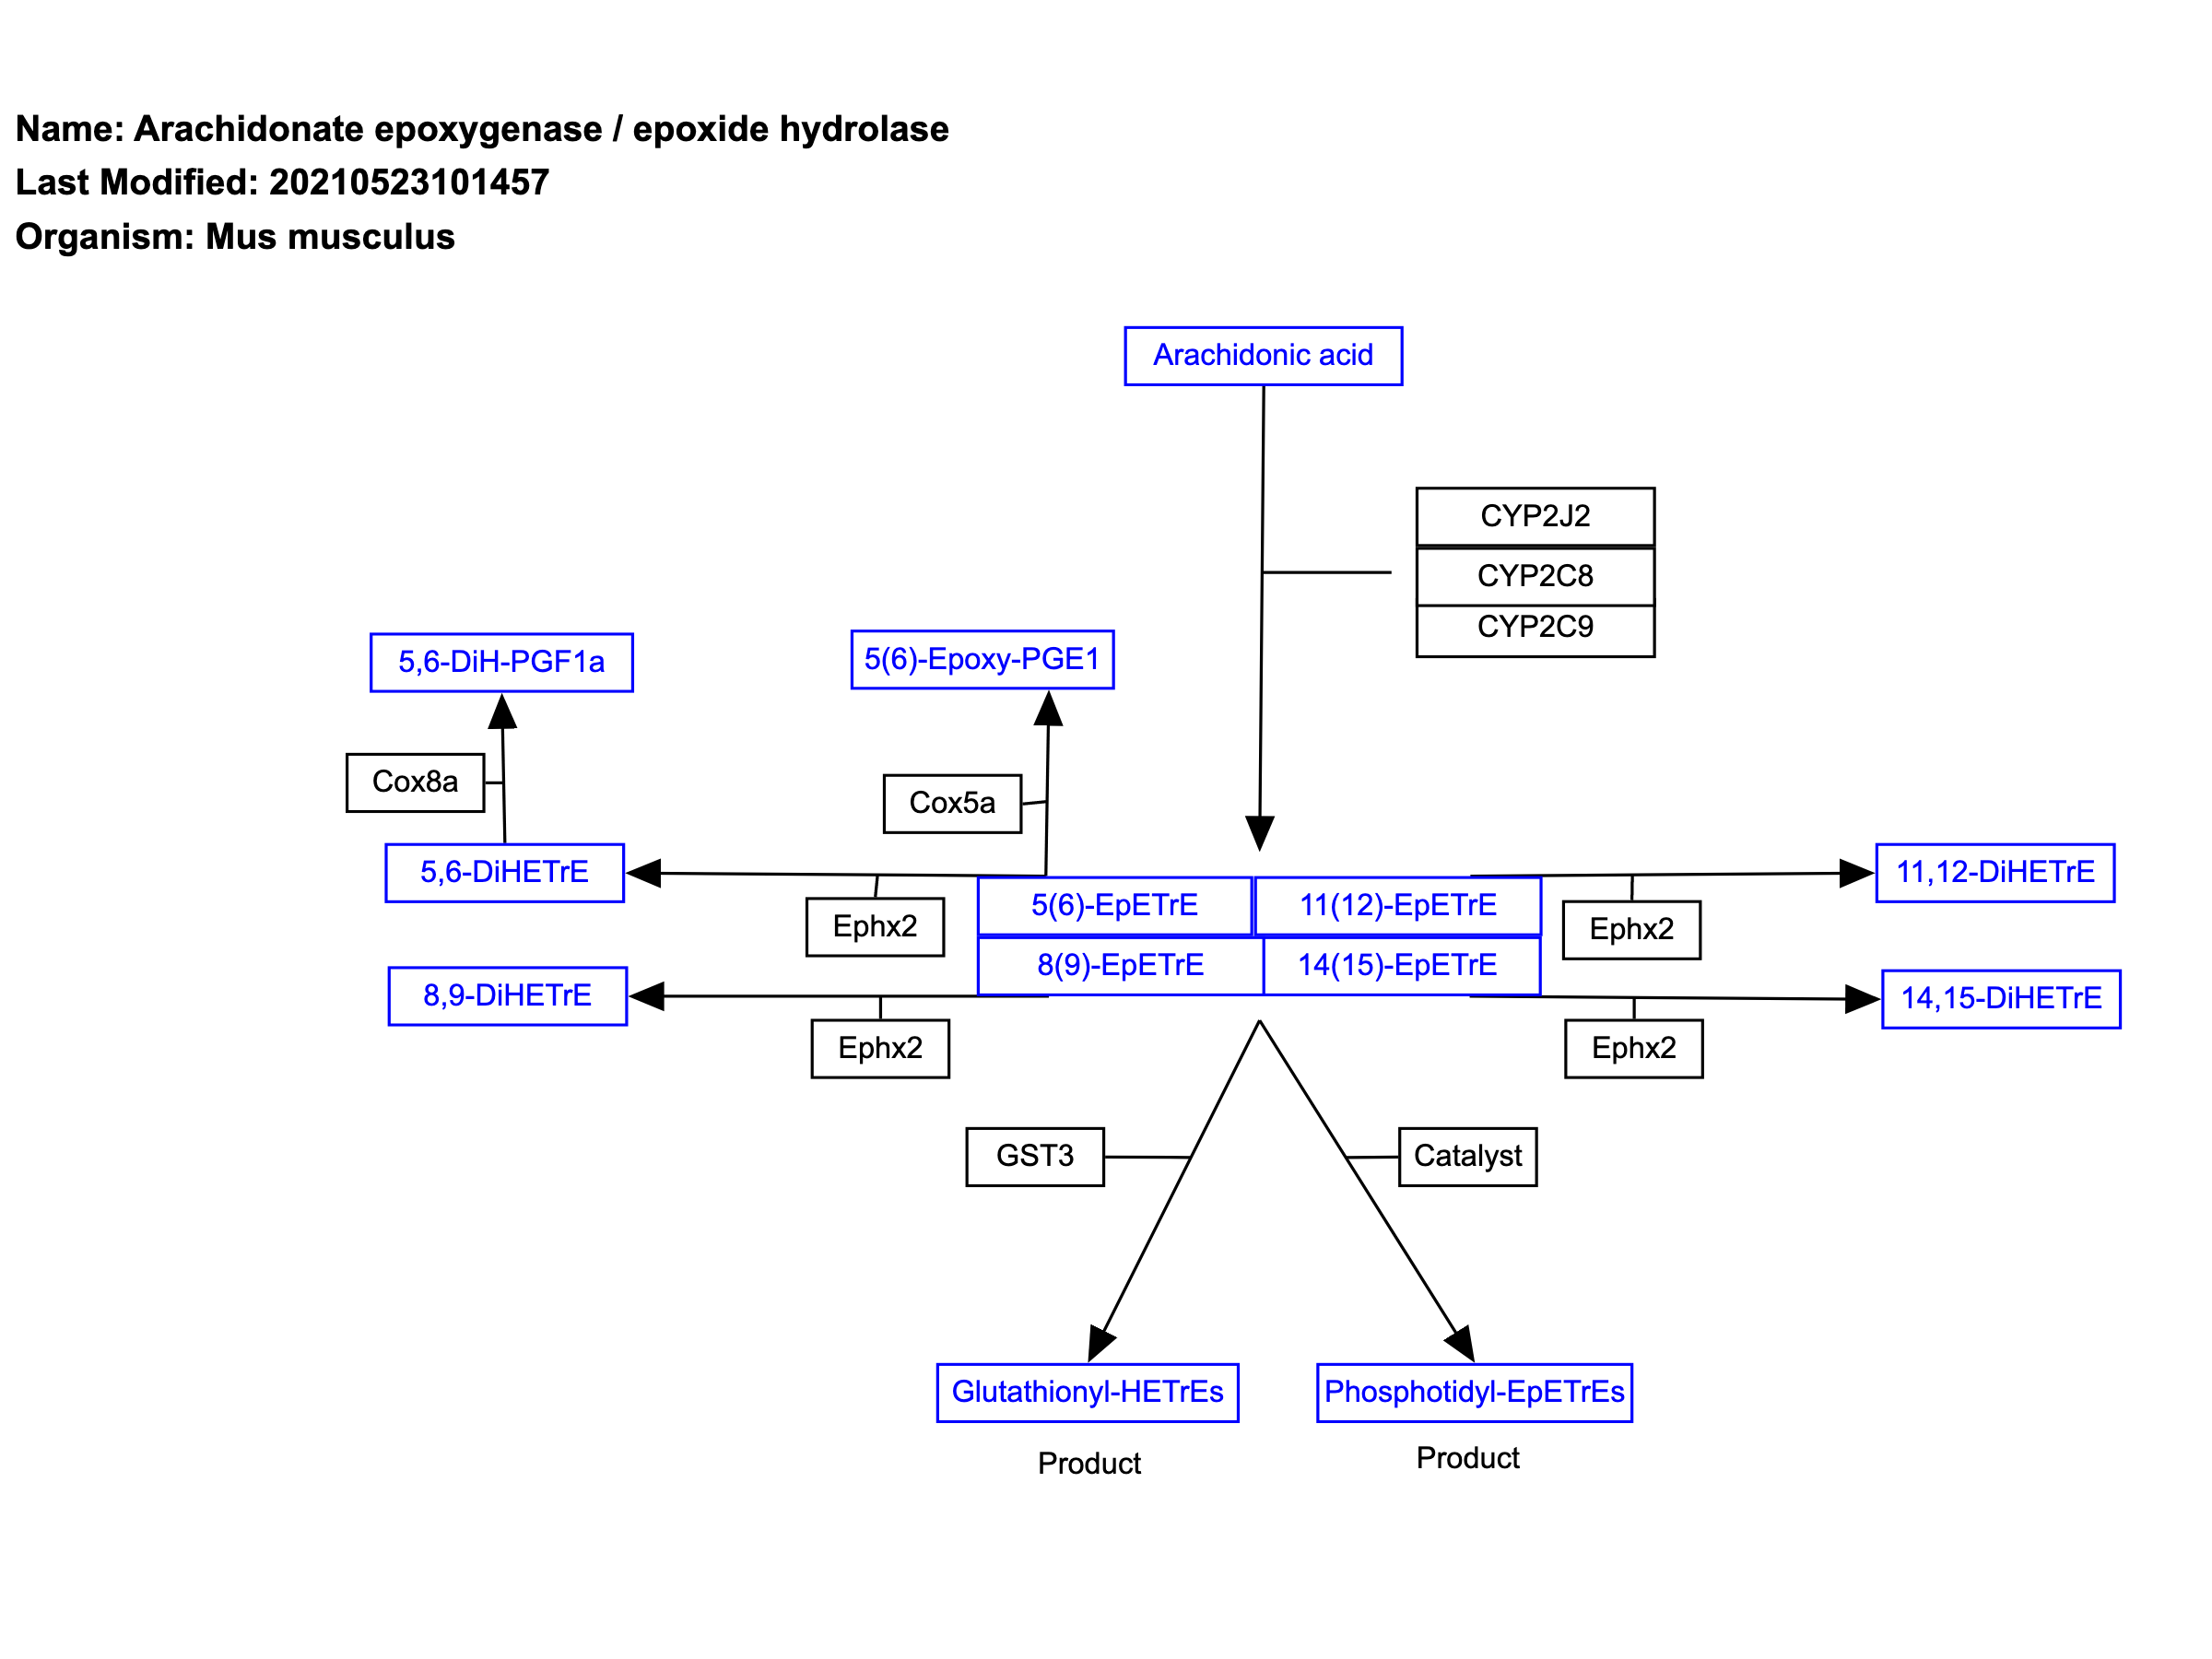 Name: Arachidonate epoxygenase / epoxide hydrolase
Last Modified: 20210523101457
Organism: Mus musculus
Arachidonic acid
CYP2J2
CYP2C8
CYP2C9
5,6-DiH-PGF1a
5(6)-Epoxy-PGE1
Cox8a
Cox5a
5,6-DiHETrE
11,12-DiHETrE
5(6)-EpETrE
11(12)-EpETrE
Ephx2
Ephx2
8(9)-EpETrE
14(15)-EpETrE
8,9-DiHETrE
14,15-DiHETrE
Ephx2
Ephx2
GST3
Catalyst
Glutathionyl-HETrEs
Phosphotidyl-EpETrEs
Product
Product